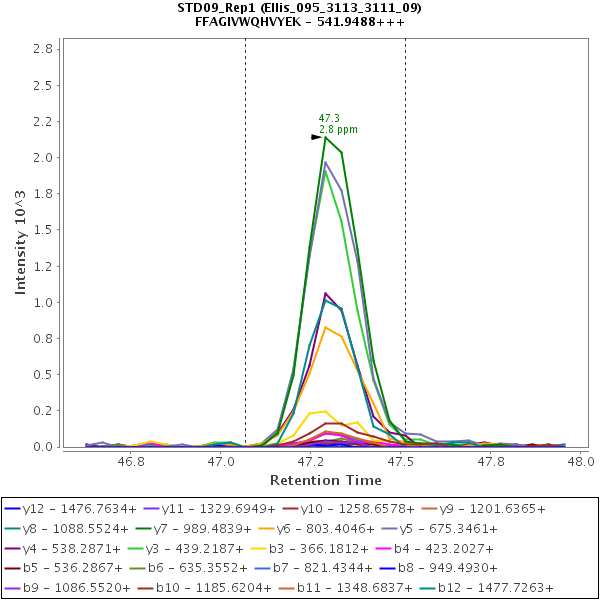 STD09_Rep1 (Ellis_095_3113_3111_09)
FFAGIVWQHVYEK - 541.9488+++
Intensity 10^3
2.8
2.5
2.2
2.0
1.8
1.5
1.2
1.0
0.8
0.5
0.2
0.0
47.3
2.8 ppm
46.8
47.0
47.2
47.5
47.8
48.0
Retention Time
y12 - 1476.7634+ y11 - 1329.6949+ y10 - 1258.6578+ y9 - 1201.6365+
y8 - 1088.5524+ y7 - 989.4839+ y6 - 803.4046+ y5 - 675.3461+
y4 - 538.2871+ y3 - 439.2187+ b3 - 366.1812+ b4 - 423.2027+
b5 - 536.2867+ b6 - 635.3552+ b7 - 821.4344+ b8 - 949.4930+
b9 - 1086.5520+ b10 - 1185.6204+ b11 - 1348.6837+ b12 - 1477.7263+